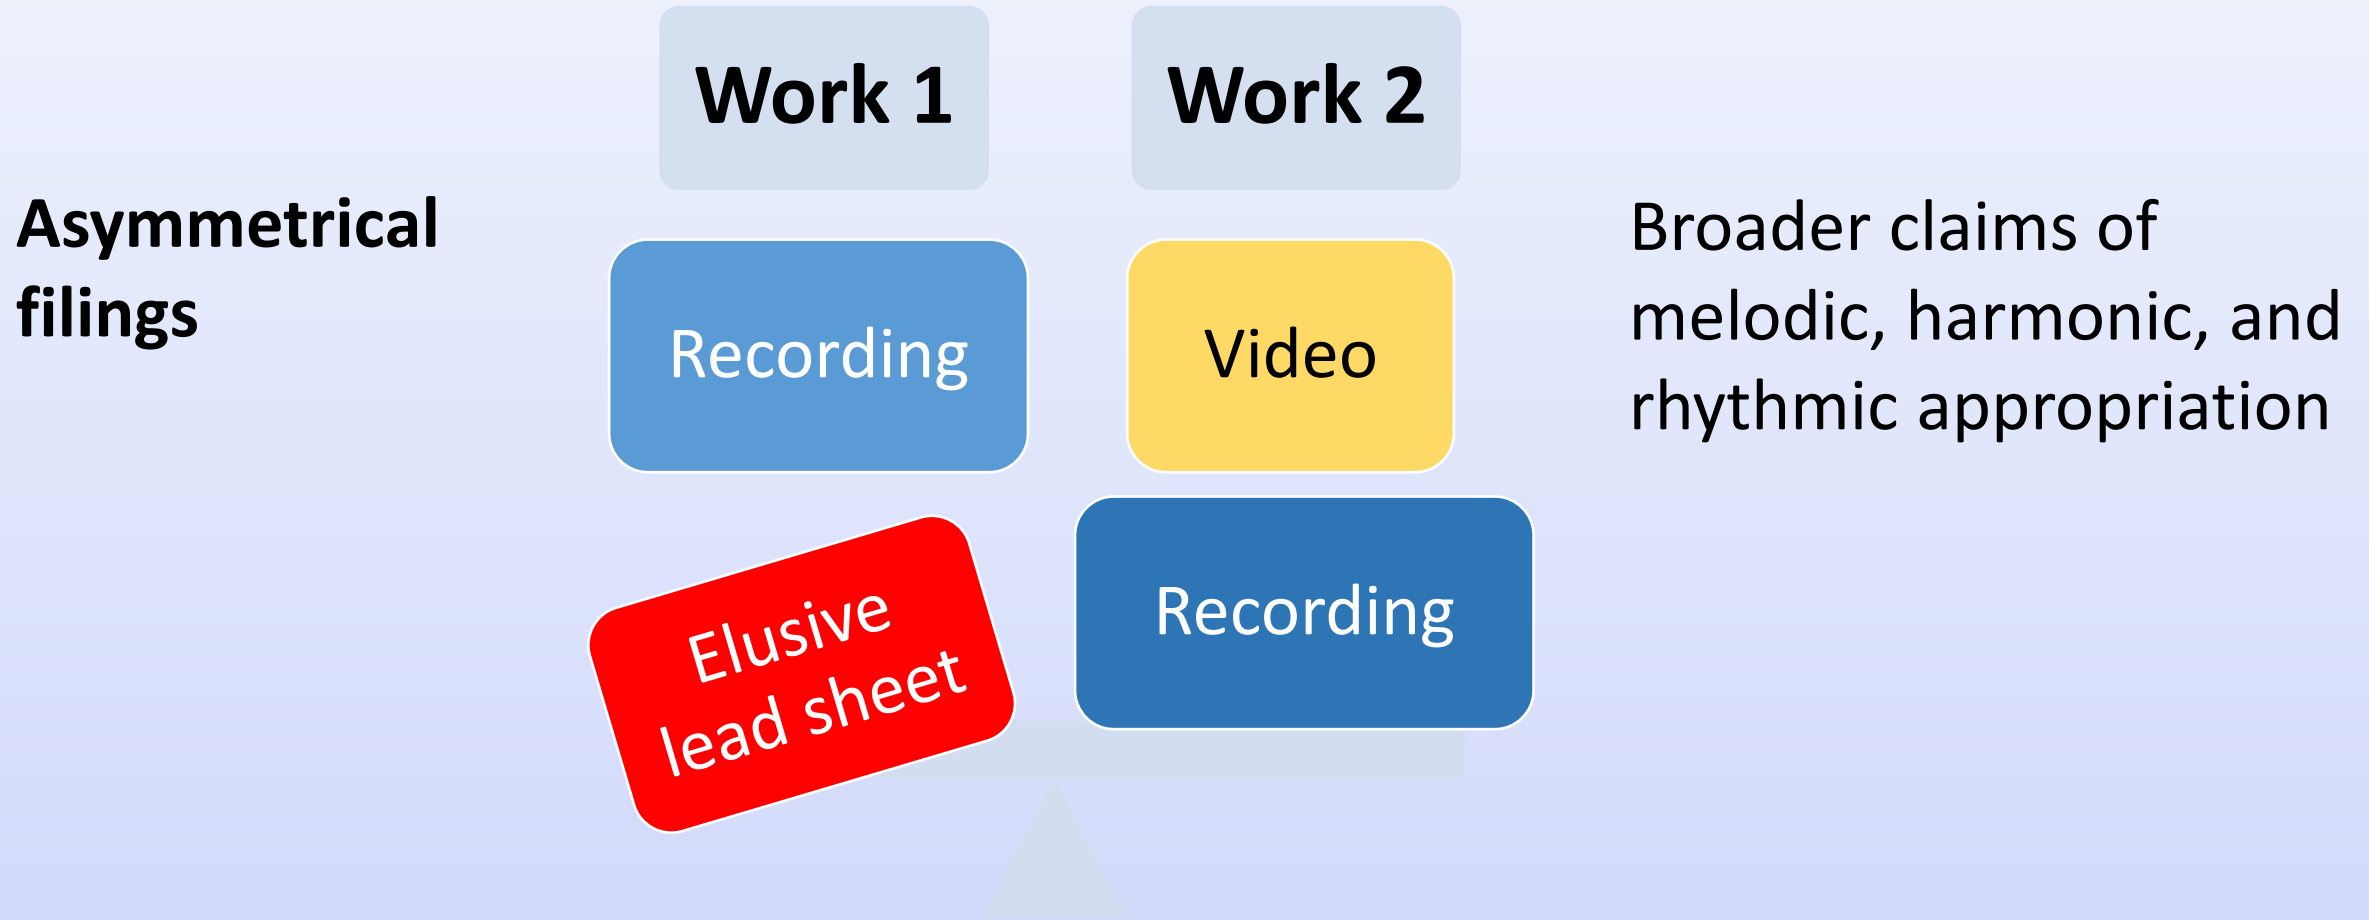 Work 1
Work 2
Asymmetrical
filings
Recording
Video
Broader claims of
melodic, harmonic, and
rhythmic appropriation
Elusive
lead sheet
Recording